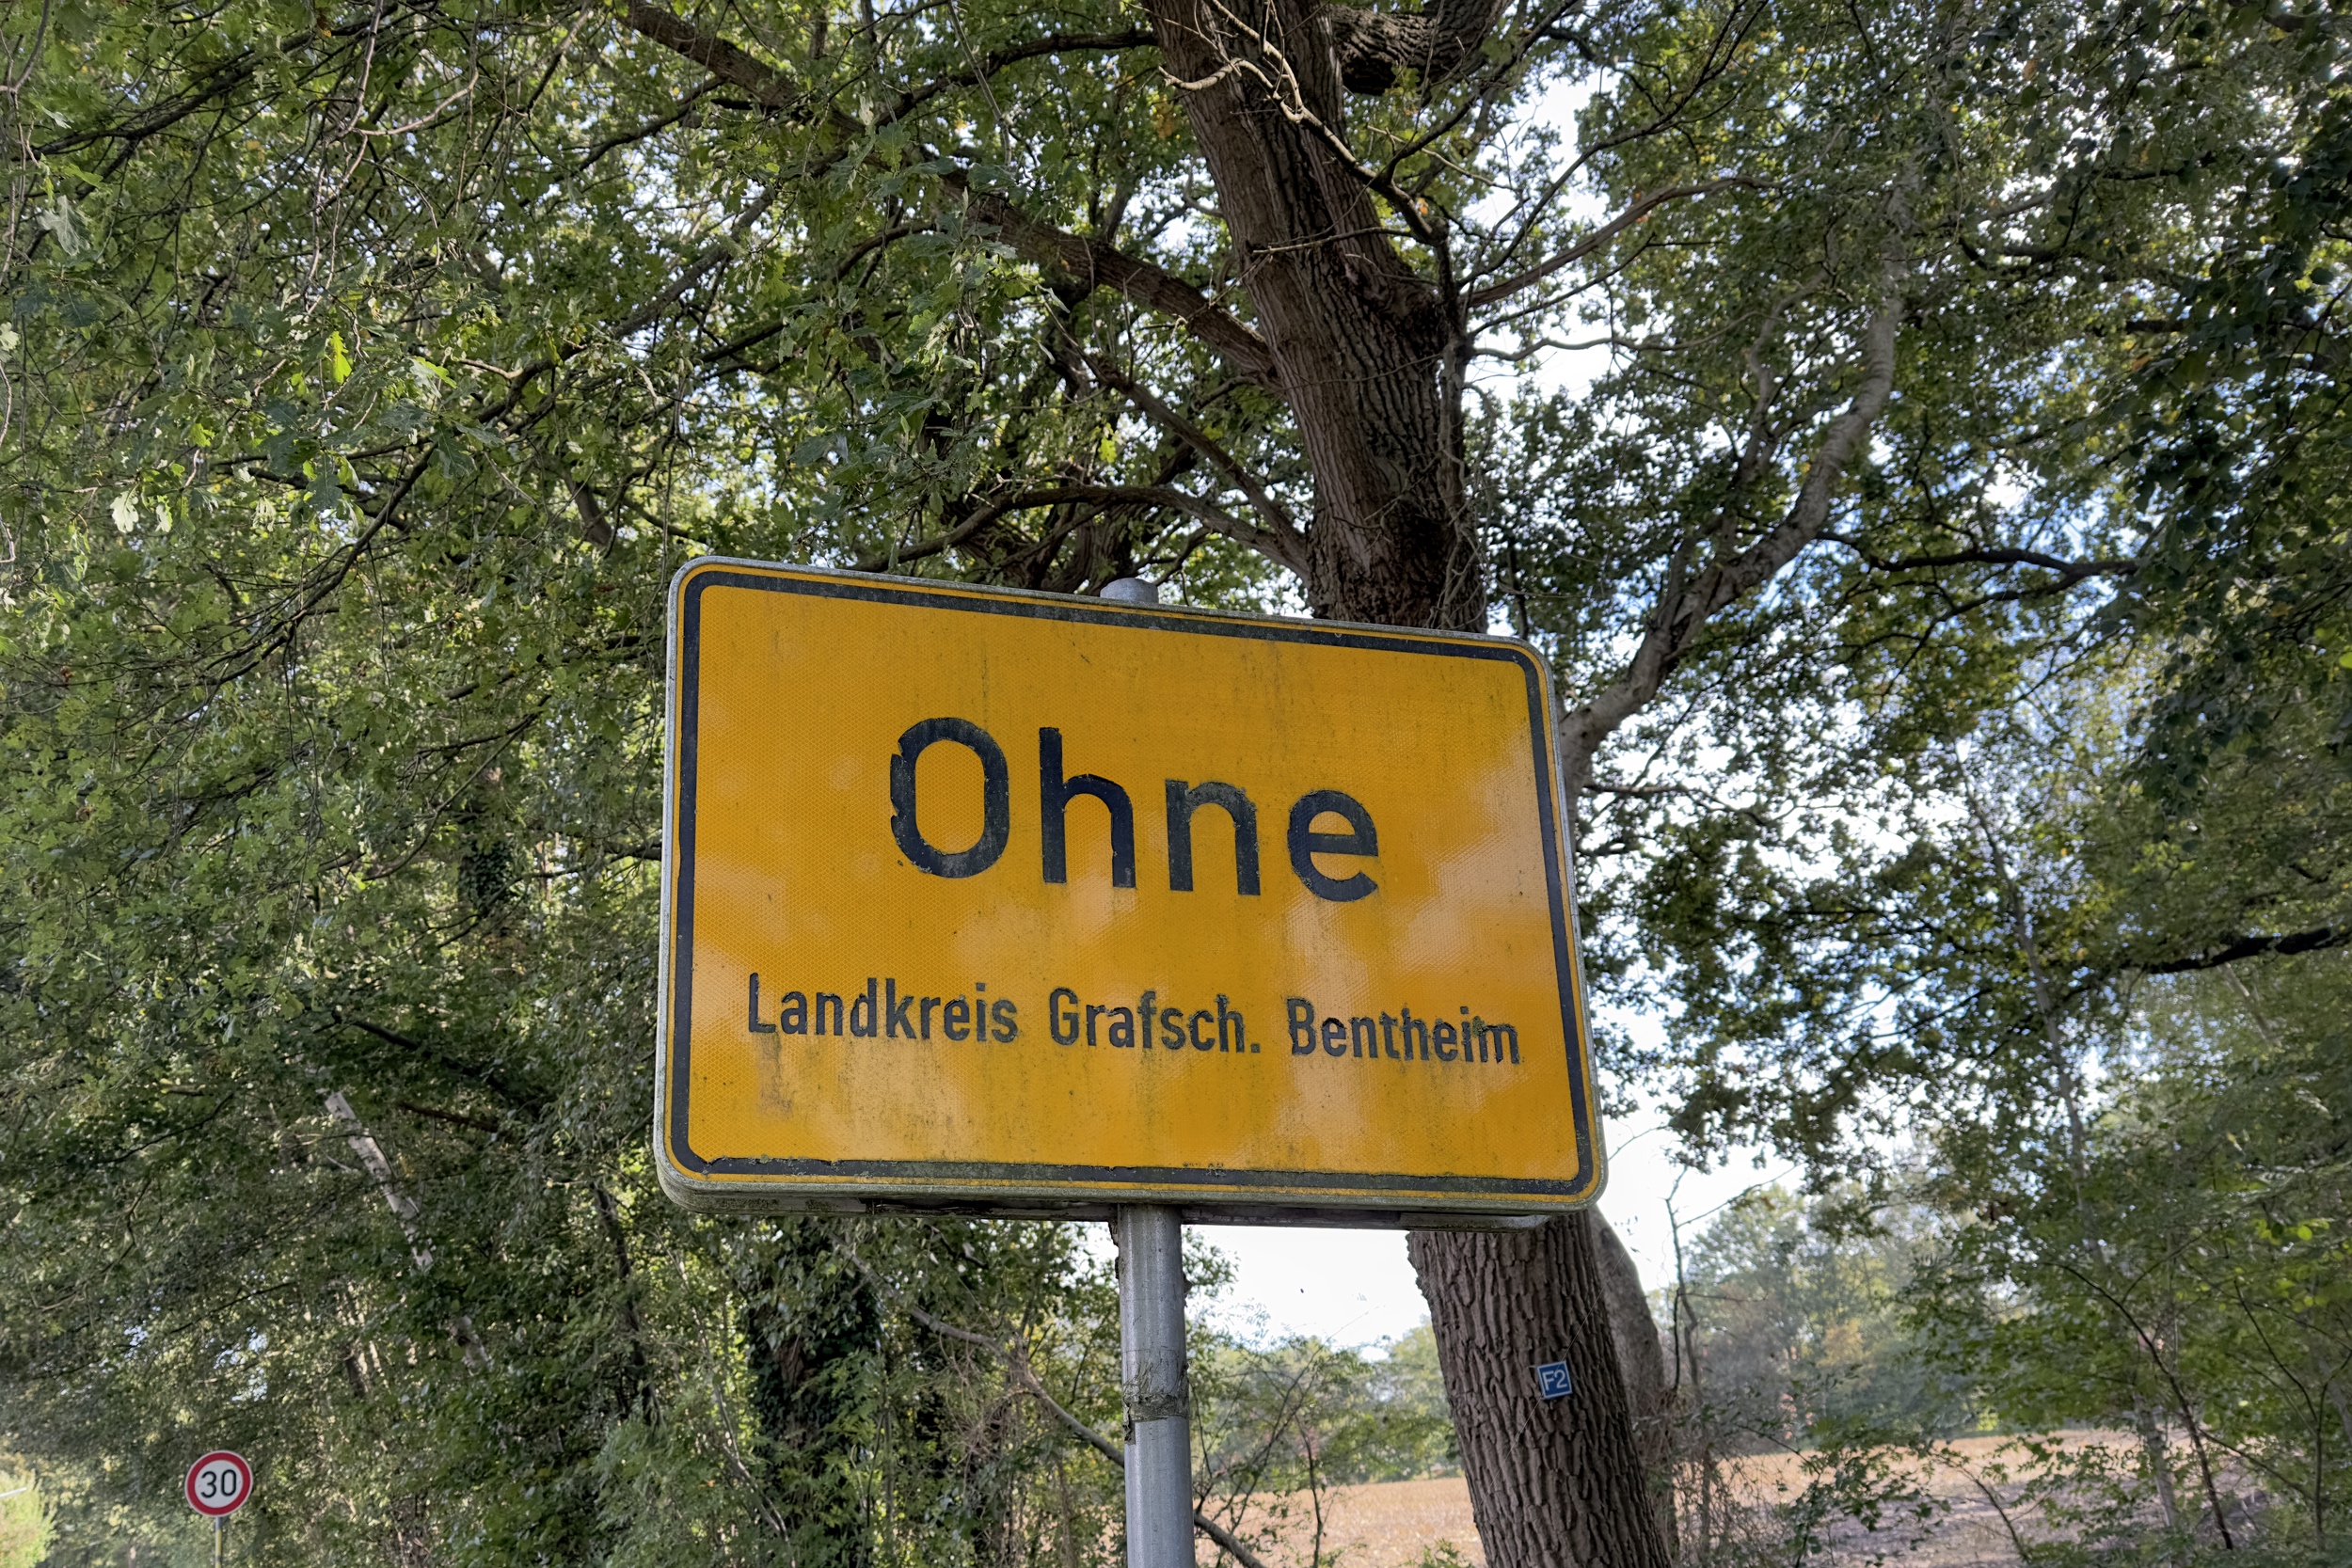 Ohne
Landkreis Grafsch. Bentheim
F2
30